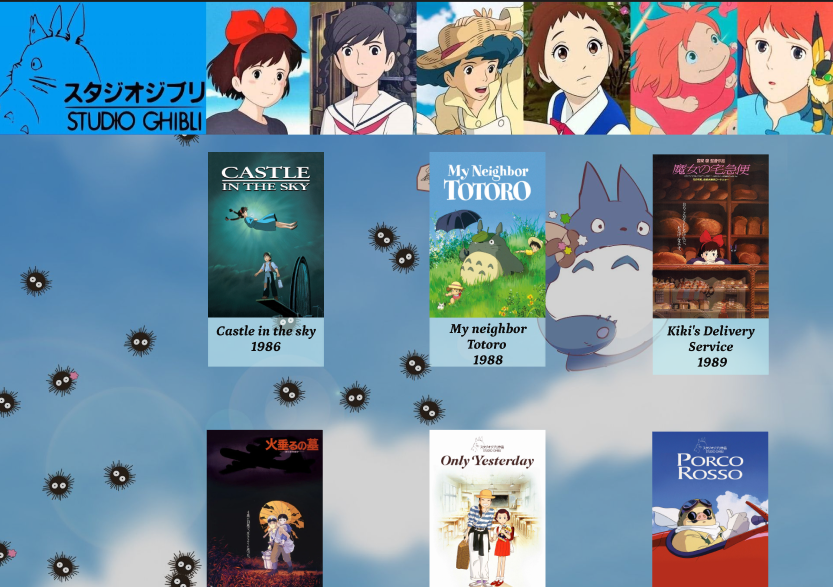 スタジオジブリ
STUDIO GHIBLI
CASTLE
IN THE SKY
Castle in the sky
1986
My Neighbor
TOTORO
My neighbor
Totoro
1988
魔女の宅急便
Kiki's Delivery
Service
1989
火垂るの墓
Only Yesterday
PORCO
ROSSO